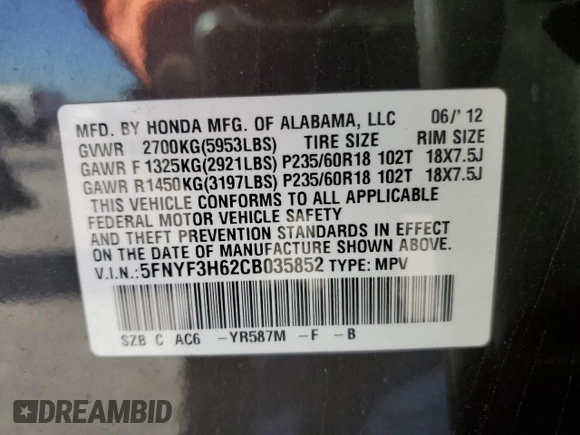 MFD. BY HONDA MFG. OF ALABAMA, LLC 06/'12
GVWR 2700KG(5953LBS) TIRE SIZE RIM SIZE
GAWR F 1325KG(2921LBS) P235/60R18 102T 18X7.5J
GAWR R1450KG(3197LBS) P235/60R18 102T 18X7.5J
THIS VEHICLE CONFORMS TO ALL APPLICABLE
FEDERAL MOTOR VEHICLE SAFETY
AND THEFT PREVENTION STANDARDS IN EFFECT
ON THE DATE OF MANUFACTURE SHOWN ABOVE.
V.I.N.:5FNYF3H62CB035852 TYPE: MPV
SZB C AC6 -YR587M -F -B
DREAMBID